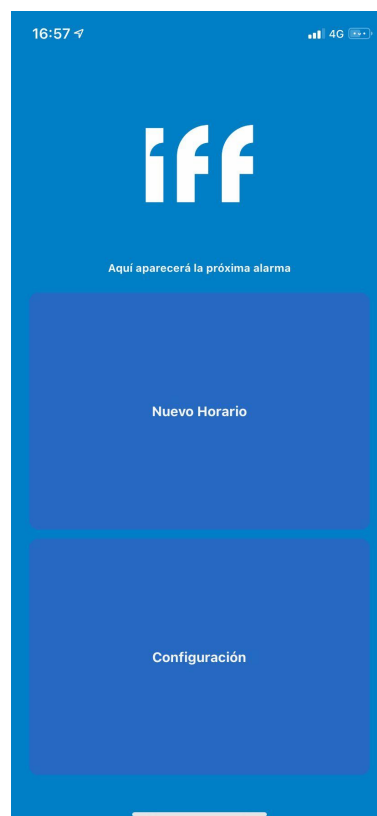 16:57
4G
iff
Aquí aparecerá la próxima alarma
Nuevo Horario
Configuración